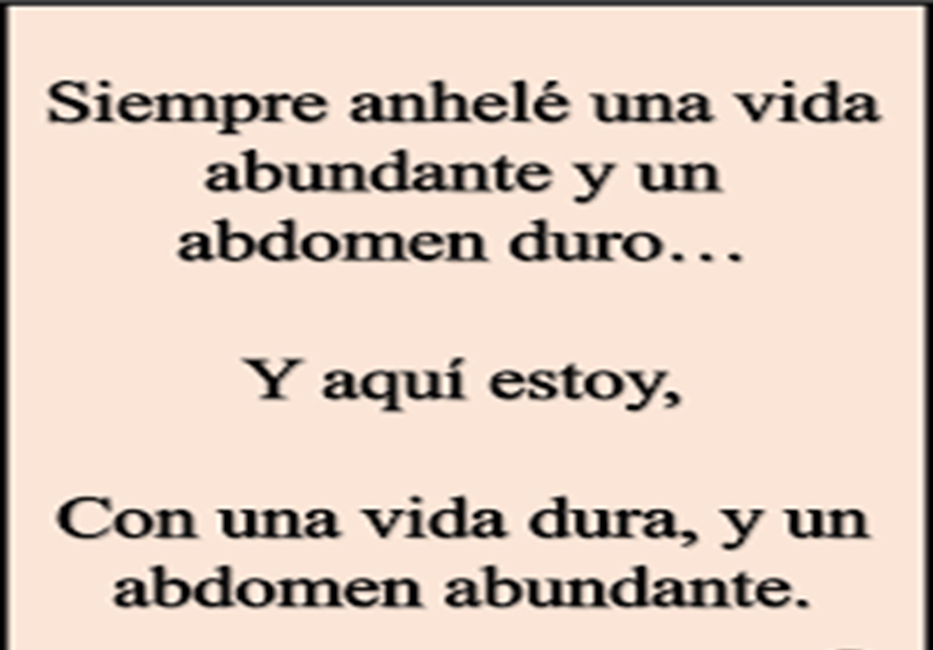 Siempre anhelé una vida
abundante y un
abdomen duro...
Y aquí estoy,
Con una vida dura, y un
abdomen abundante.